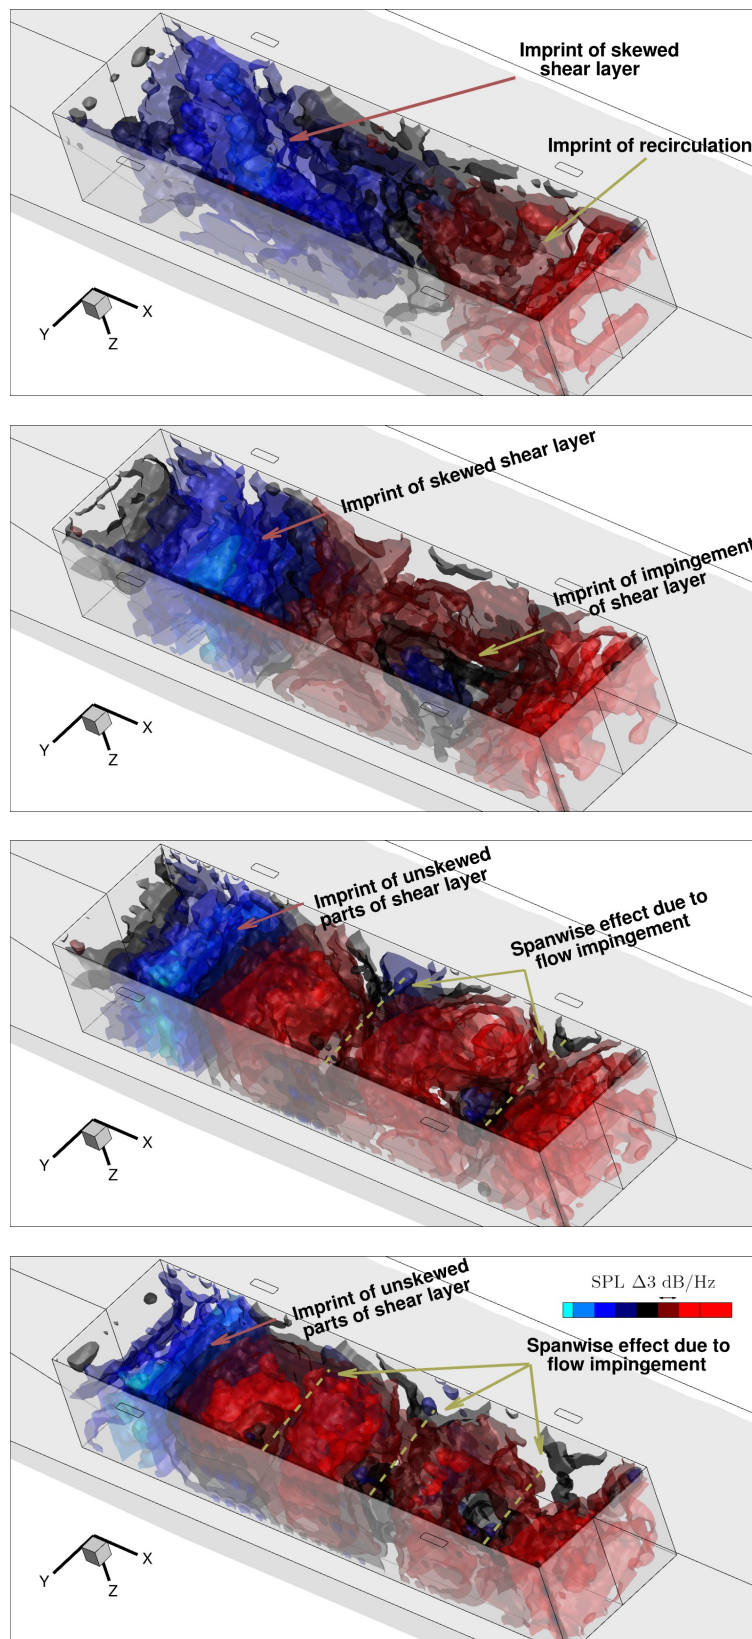 Imprint of skewed
shear layer
Imprint of recirculation
Y
X
Z
Imprint of skewed shear layer
Imprint of impingement
of shear layer
Y
X
Z
Imprint of unskewed
parts of shear layer
Spanwise effect due to
flow impingement
Y
X
Z
Imprint of unskewed
parts of shear layer
SPL Δ3 dB/Hz
Spanwise effect due to
flow impingement
Y
X
Z